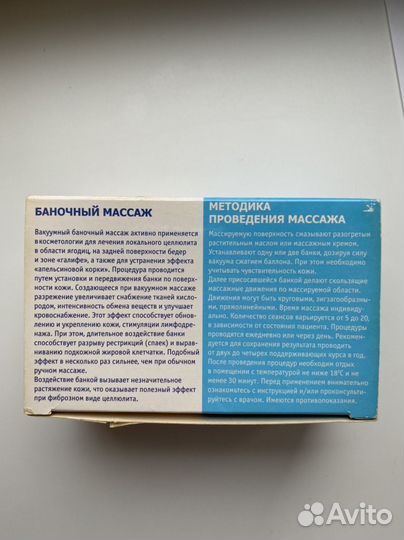 БАНОЧНЫЙ МАССАЖ
Вакуумный баночный массаж активно применяется
в косметологии для лечения локального целлюлита
в области ягодиц, на задней поверхности бедер
и зоне «галифе», а также для устранения эффекта
«апельсиновой корки». Процедура проводится
путем установки и передвижения банки по поверх-
ности кожи. Создающееся при вакуумном массаже
разрежение увеличивает снабжение тканей кисло-
родом, интенсивность обмена веществ и улучшает
кровоснабжение. Этот эффект способствует обнов-
лению и укреплению кожи, стимуляции лимфодре-
нажа. При этом, длительное воздействие банки
способствует разрыву рестрикций (спаек) и вырав-
ниванию подкожной жировой клетчатки. Подобный
эффект в несколько раз сильнее, чем при обычном
ручном массаже.
Воздействие банкой вызывает незначительное
растяжение кожи, что оказывает полезный эффект
при фиброзном виде целлюлита.
МЕТОДИКА
ПРОВЕДЕНИЯ МАССАЖА
Массируемую поверхность смазывают разогретым
растительным маслом или массажным кремом.
Устанавливают одну или две банки, дозируя силу
вакуума сжатием баллона. При этом необходимо
учитывать чувствительность кожи.
Далее присосавшейся банкой делают скользящие
массажные движения по массируемой области.
Движения могут быть круговыми, зигзагообразны-
ми, прямолинейными. Время массажа индивиду-
ально. Количество сеансов варьируется от 5 до 20,
в зависимости от состояния пациента. Процедуры
проводятся ежедневно или через день. Рекоменду-
ется для сохранения результата проводить
от двух до четырех поддерживающих курса в год.
После проведения процедур необходим отдых
в помещении с температурой не ниже 18°С и не
менее 30 минут. Перед применением внимательно
ознакомьтесь с инструкцией и/или проконсульти-
руйтесь с врачом. Имеются противопоказания.
Avito